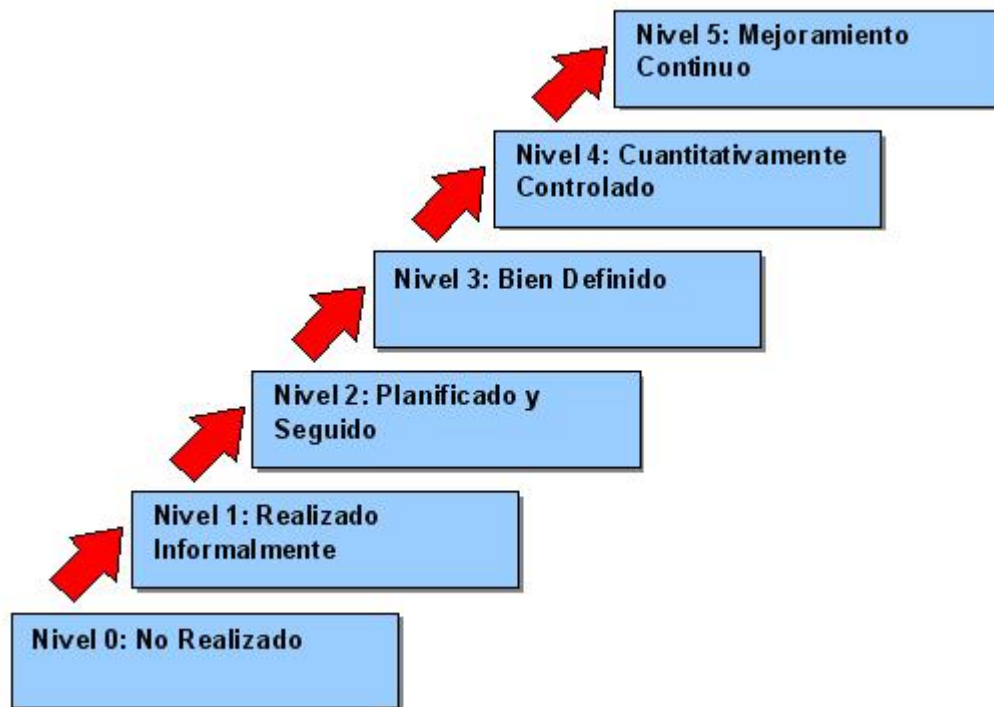 Nivel 5: Mejoramiento
Continuo
Nivel 4: Cuantitativamente
Controlado
Nivel 3: Bien Definido
Nivel 2: Planificado y
Seguido
Nivel 1: Realizado
Informalmente
Nivel 0: No Realizado